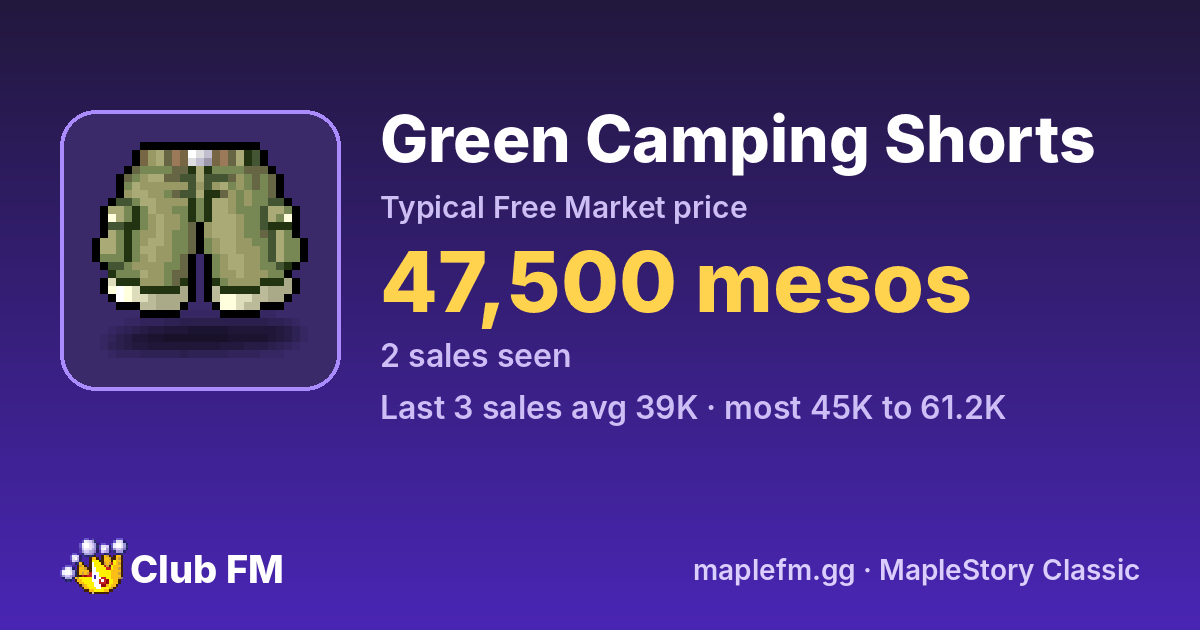 Green Camping Shorts
Typical Free Market price
47,500 mesos
2 sales seen
Last 3 sales avg 39K · most 45K to 61.2K
Club FM
maplefm.gg · MapleStory Classic